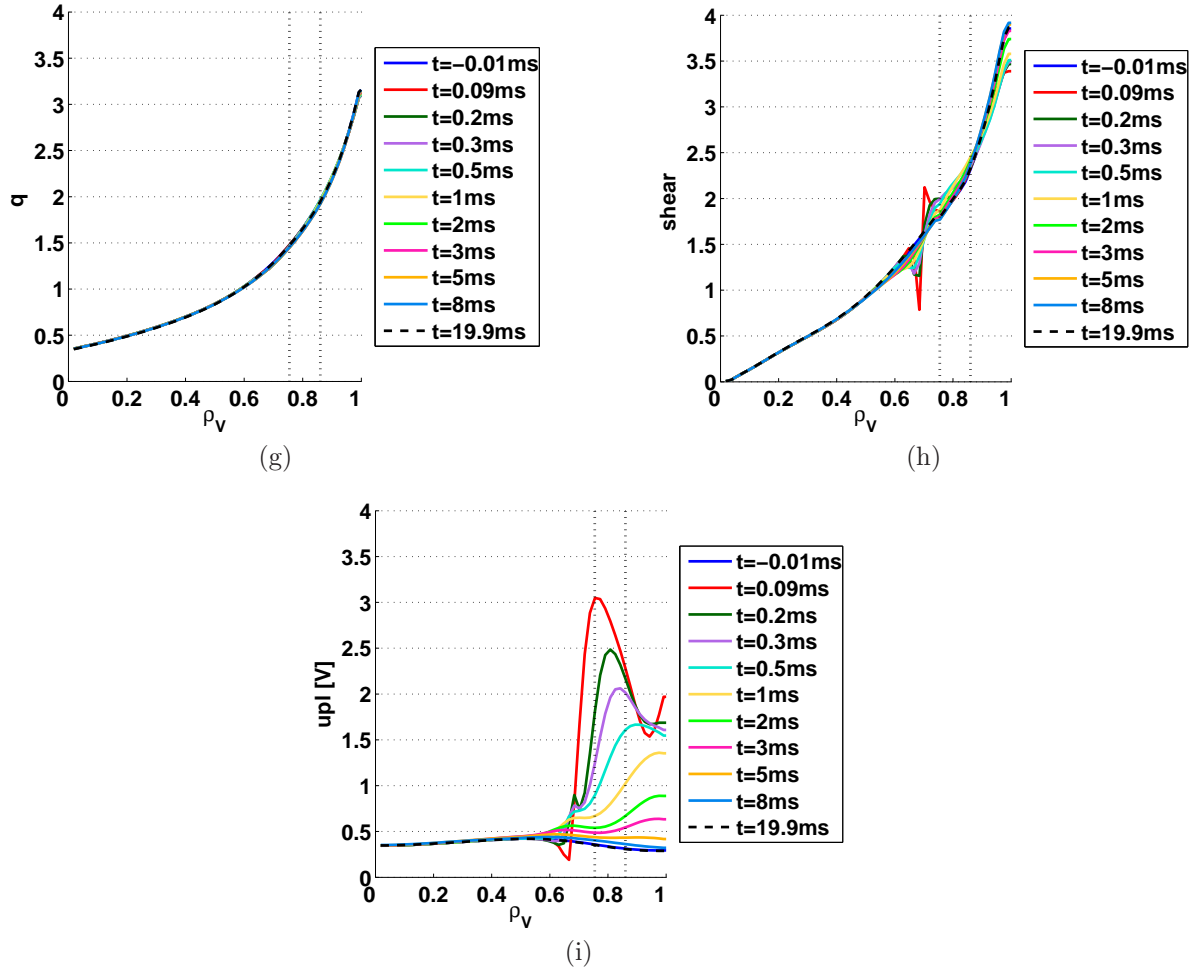 4
3.5
3
2.5
2
1.5
1
0.5
0
q
0 0.2 0.4 0.6 0.8 1
ρV
t=−0.01ms
t=0.09ms
t=0.2ms
t=0.3ms
t=0.5ms
t=1ms
t=2ms
t=3ms
t=5ms
t=8ms
t=19.9ms
(g)
4
3.5
3
2.5
2
1.5
1
0.5
0
shear
0 0.2 0.4 0.6 0.8 1
ρV
t=−0.01ms
t=0.09ms
t=0.2ms
t=0.3ms
t=0.5ms
t=1ms
t=2ms
t=3ms
t=5ms
t=8ms
t=19.9ms
(h)
4
3.5
3
2.5
2
1.5
1
0.5
0
upl [V]
0 0.2 0.4 0.6 0.8 1
ρV
t=−0.01ms
t=0.09ms
t=0.2ms
t=0.3ms
t=0.5ms
t=1ms
t=2ms
t=3ms
t=5ms
t=8ms
t=19.9ms
(i)